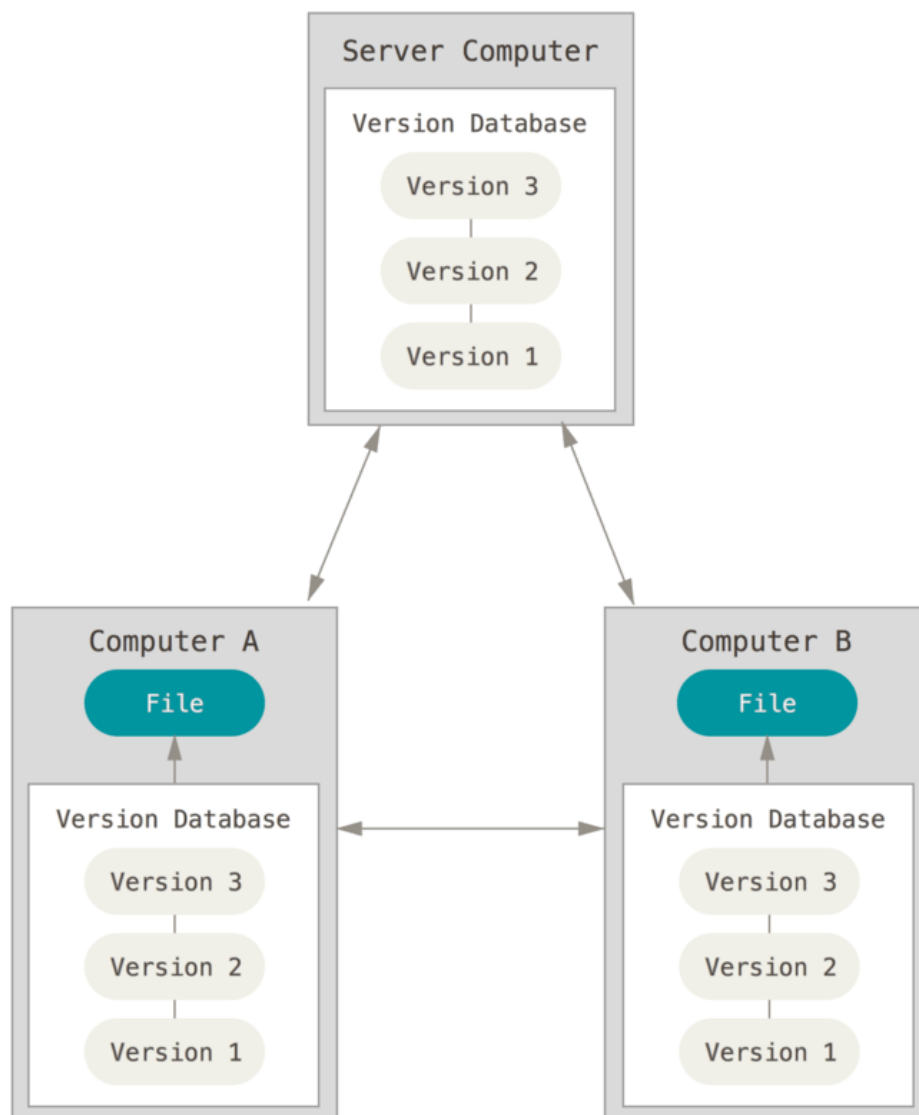 Server Computer
Version Database
Version 3
Version 2
Version 1
Computer A
File
Version Database
Version 3
Version 2
Version 1
Computer B
File
Version Database
Version 3
Version 2
Version 1